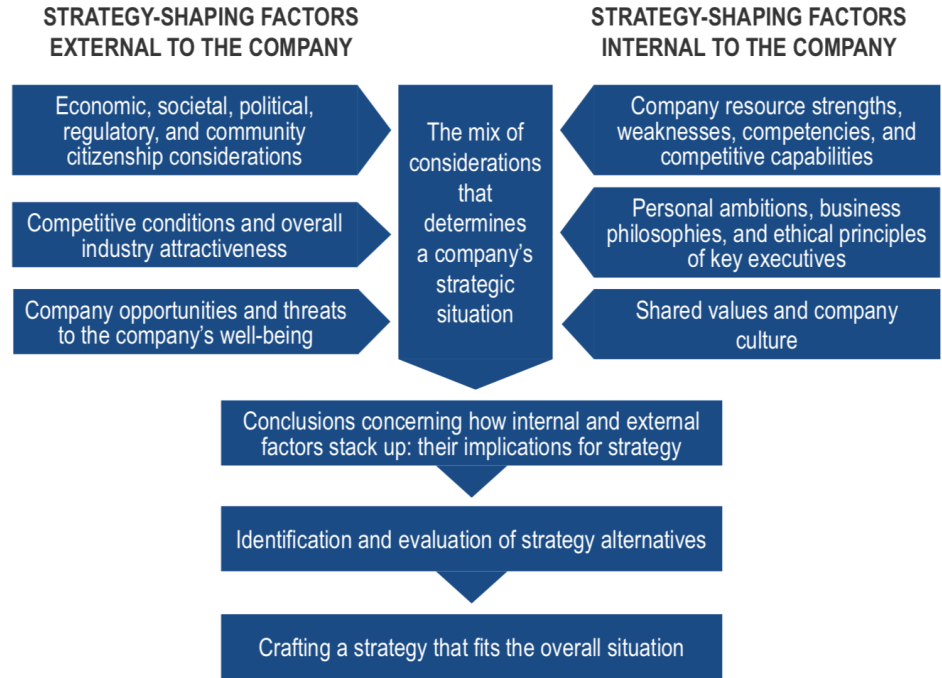 STRATEGY-SHAPING FACTORS
EXTERNAL TO THE COMPANY
STRATEGY-SHAPING FACTORS
INTERNAL TO THE COMPANY
Economic, societal, political,
regulatory, and community
citizenship considerations
Competitive conditions and overall
industry attractiveness
Company opportunities and threats
to the company's well-being
The mix of
considerations
that
determines
a company's
strategic
situation
Company resource strengths,
weaknesses, competencies, and
competitive capabilities
Personal ambitions, business
philosophies, and ethical principles
of key executives
Shared values and company
culture
Conclusions concerning how internal and external
factors stack up: their implications for strategy
Identification and evaluation of strategy alternatives
Crafting a strategy that fits the overall situation